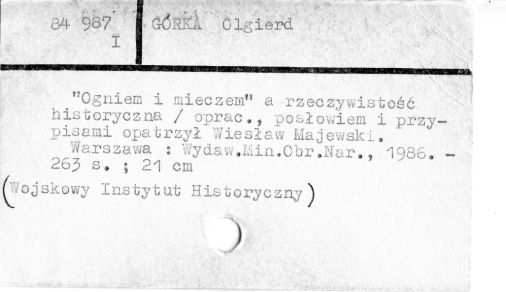 84 987
I
GÓRKA Olgierd
"Ogniem i mieczem" a rzeczywistość
historyczna / oprac., posłowiem i przy-
pisami opatrzył Wiesław Majewski.
Warszawa : Wydaw.Min.Obr.Nar., 1986. -
263 s. ; 21 cm
(Wojskowy Instytut Historyczny)